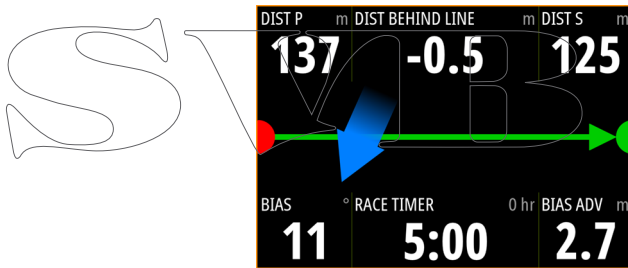 SVB
DIST P m DIST BEHIND LINE m DIST S m
137 -0.5 125
BIAS ° RACE TIMER 0 hr BIAS ADV m
11 5:00 2.7